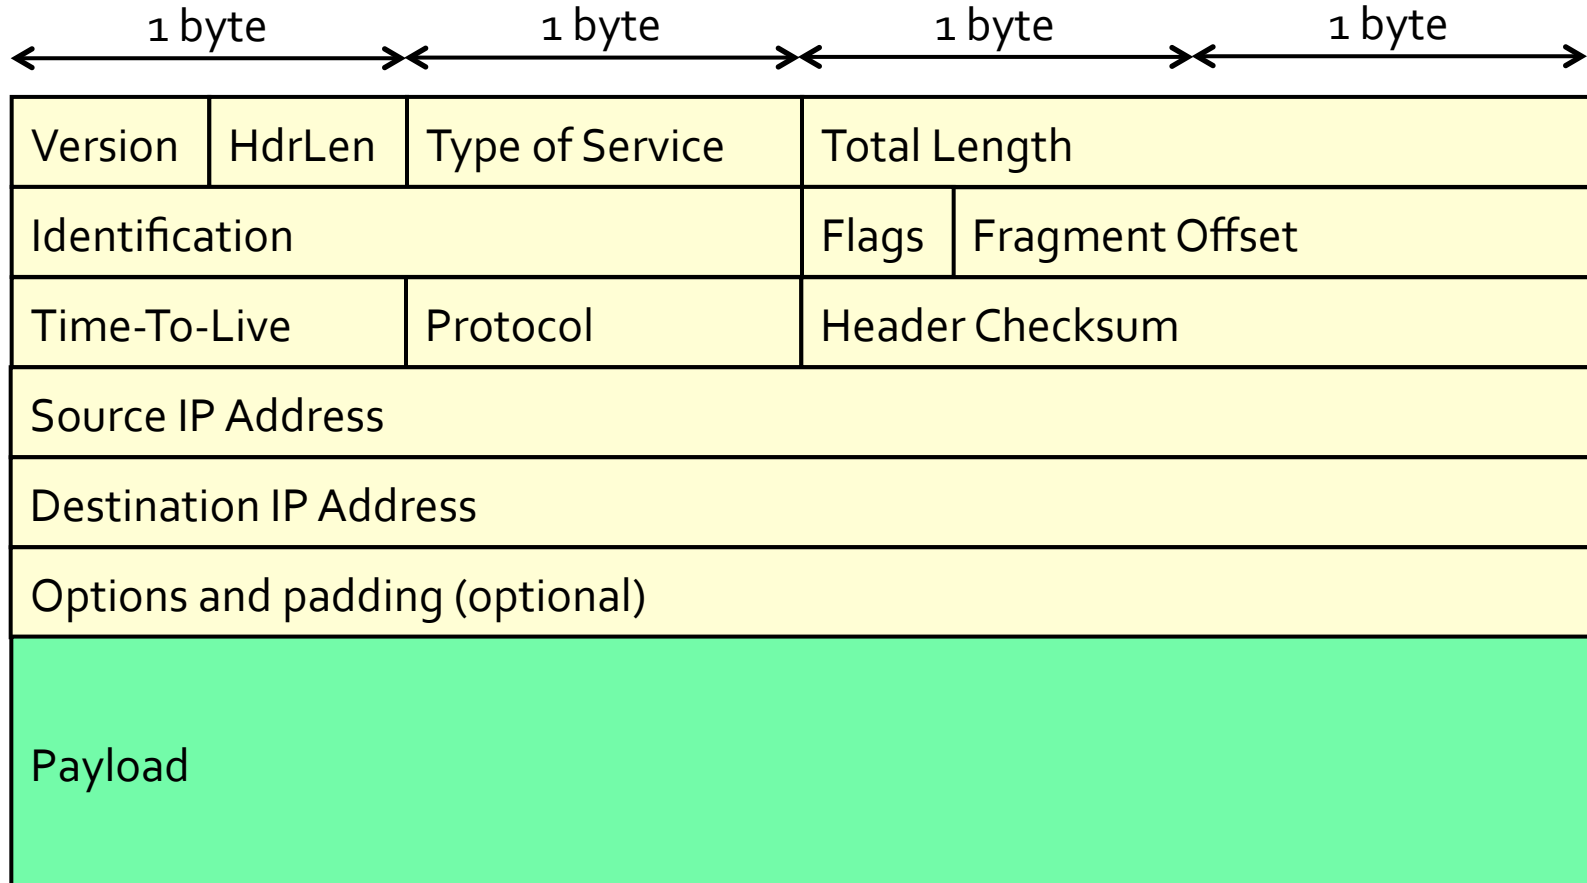 1 byte 1 byte 1 byte 1 byte
Version HdrLen Type of Service Total Length
Identification Flags Fragment Offset
Time-To-Live Protocol Header Checksum
Source IP Address
Destination IP Address
Options and padding (optional)
Payload